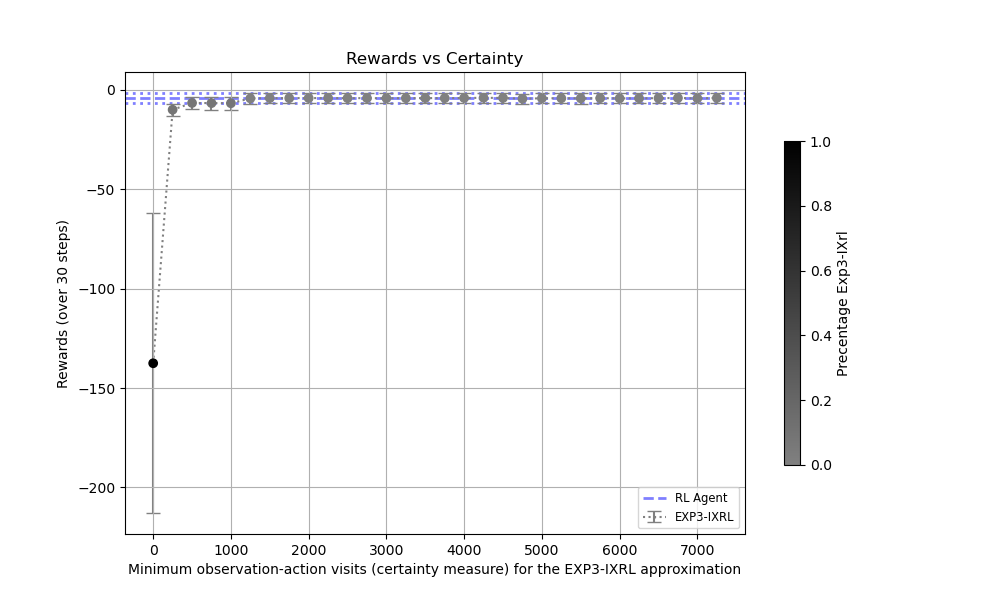 Rewards vs Certainty
Rewards (over 30 steps)
0
−50
−100
−150
−200
0 1000 2000 3000 4000 5000 6000 7000
Minimum observation-action visits (certainty measure) for the EXP3-IXRL approximation
RL Agent
EXP3-IXRL
1.0
0.8
0.6
0.4
0.2
0.0
Precentage Exp3-IXrl